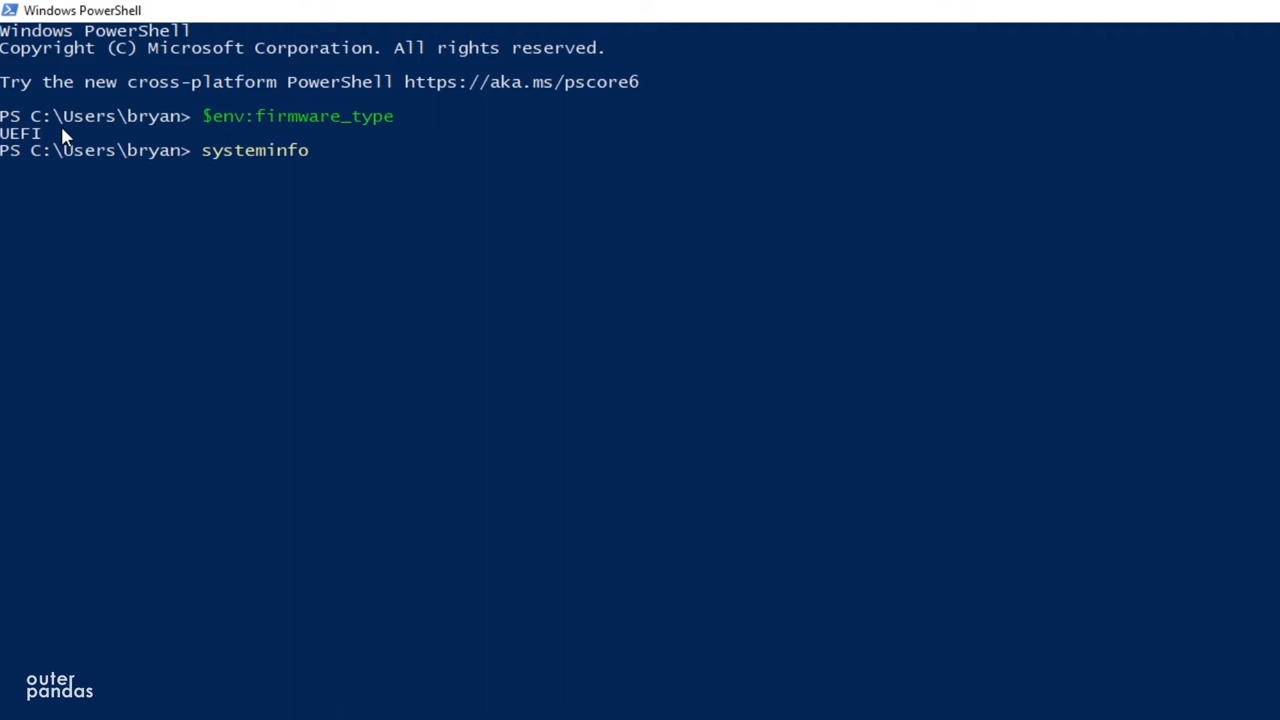 Windows PowerShell
Windows PowerShell
Copyright (C) Microsoft Corporation. All rights reserved.
Try the new cross-platform PowerShell https://aka.ms/pscore6
PS C:\Users\bryan> $env:firmware_type
UEFI
PS C:\Users\bryan> systeminfo
outer
pandas